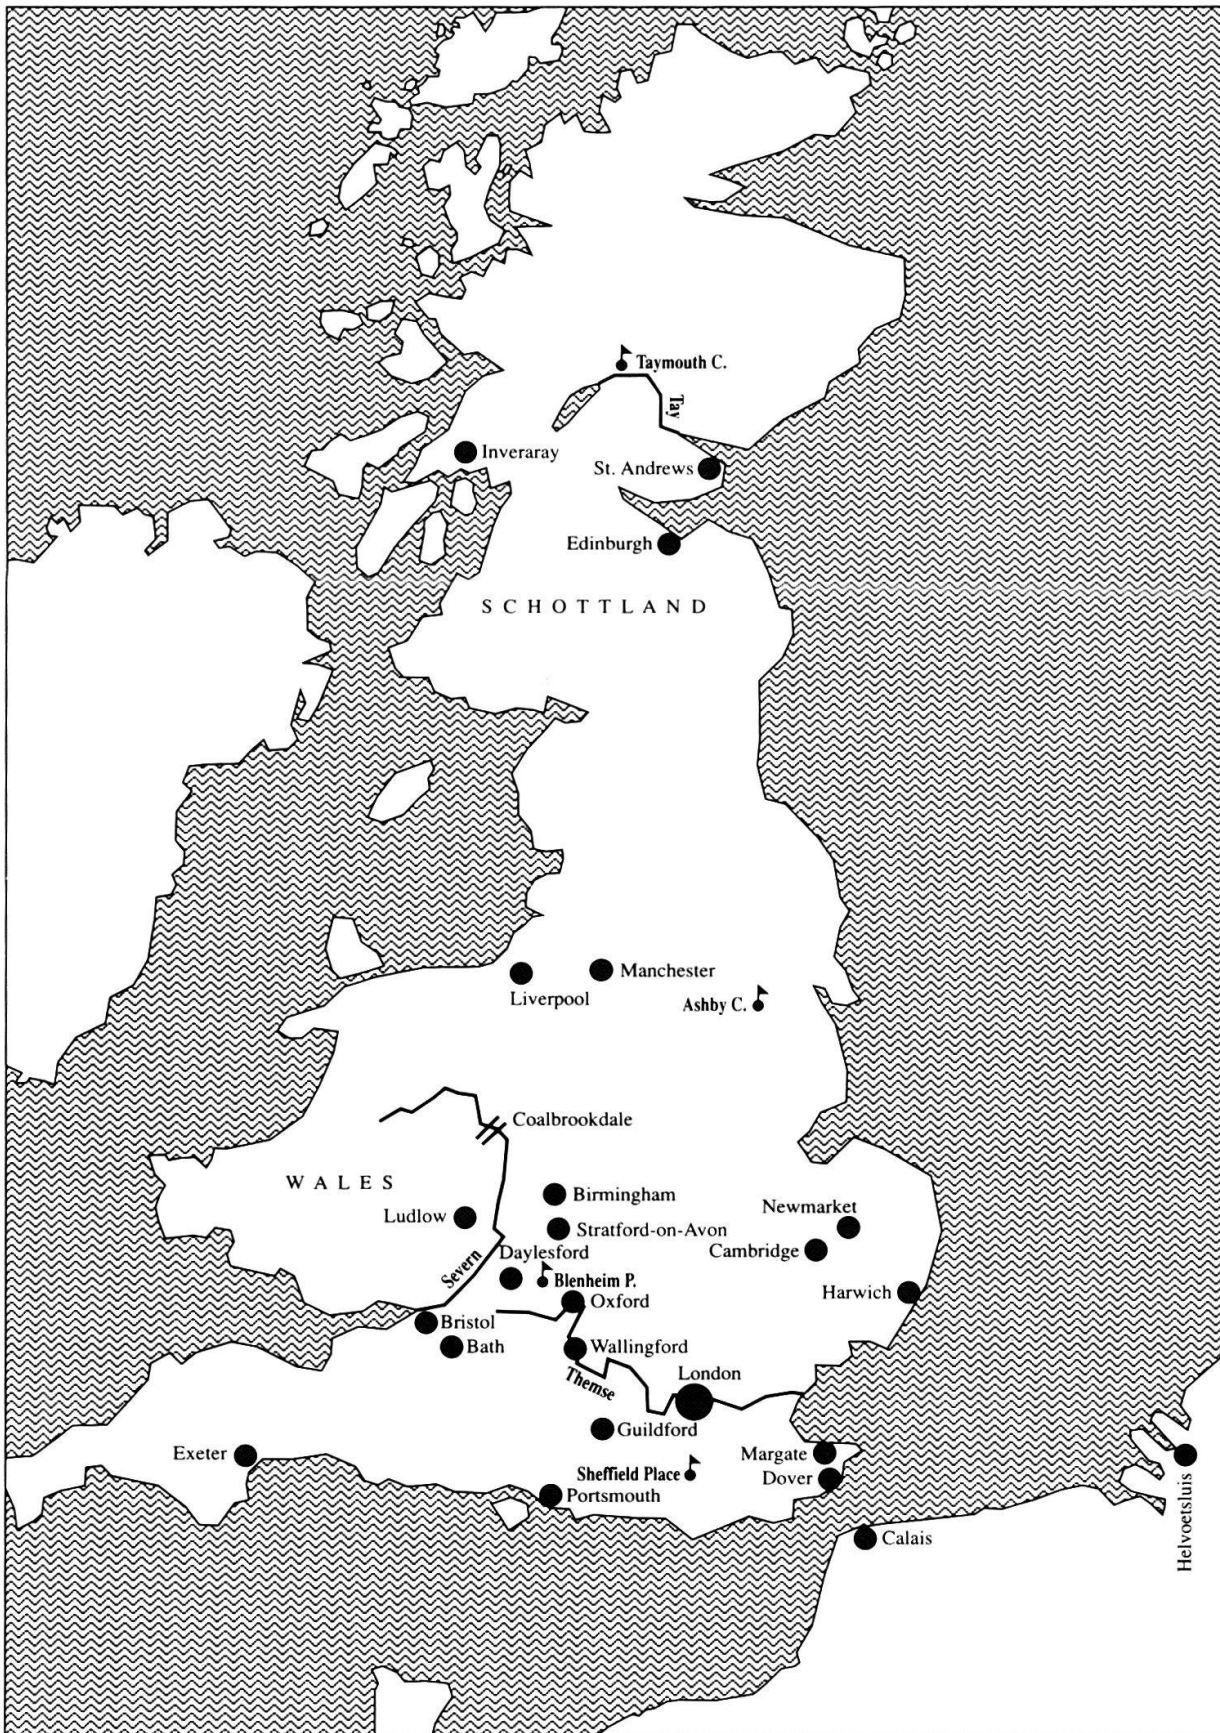 Taymouth C.
Tay
Inveraray
St. Andrews
Edinburgh
SCHOTTLAND
Manchester
Liverpool
Ashby C.
Coalbrookdale
WALES
Birmingham
Ludlow
Newmarket
Stratford-on-Avon
Cambridge
Daylesford
Severn
Blenheim P.
Harwich
Oxford
Bristol
Bath
Wallingford
London
Themse
Guildford
Exeter
Margate
Sheffield Place
Dover
Portsmouth
Calais
Helvoetsluis